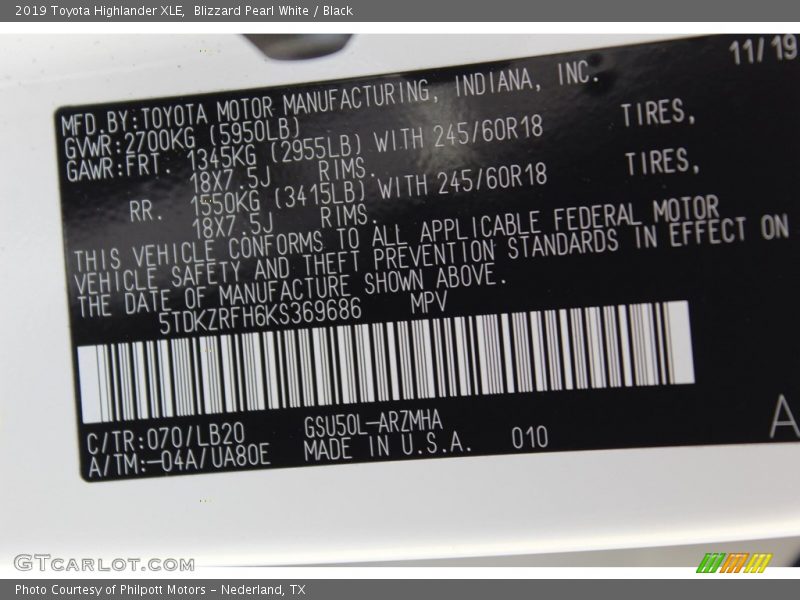 2019 Toyota Highlander XLE, Blizzard Pearl White / Black
11/19
MFD.BY:TOYOTA MOTOR MANUFACTURING, INDIANA, INC.
GVWR:2700KG (5950LB)
GAWR:FRT. 1345KG (2955LB) WITH 245/60R18 TIRES,
18X7.5J RIMS.
RR. 1550KG (3415LB) WITH 245/60R18 TIRES,
18X7.5J RIMS.
THIS VEHICLE CONFORMS TO ALL APPLICABLE FEDERAL MOTOR
VEHICLE SAFETY AND THEFT PREVENTION STANDARDS IN EFFECT ON
THE DATE OF MANUFACTURE SHOWN ABOVE.
5TDKZRFH6KS369686 MPV
C/TR:070/LB20 GSU50L-ARZMHA
A/TM:-04A/UA80E MADE IN U.S.A. 010
A
GTcarlot.com
Photo Courtesy of Philpott Motors - Nederland, TX